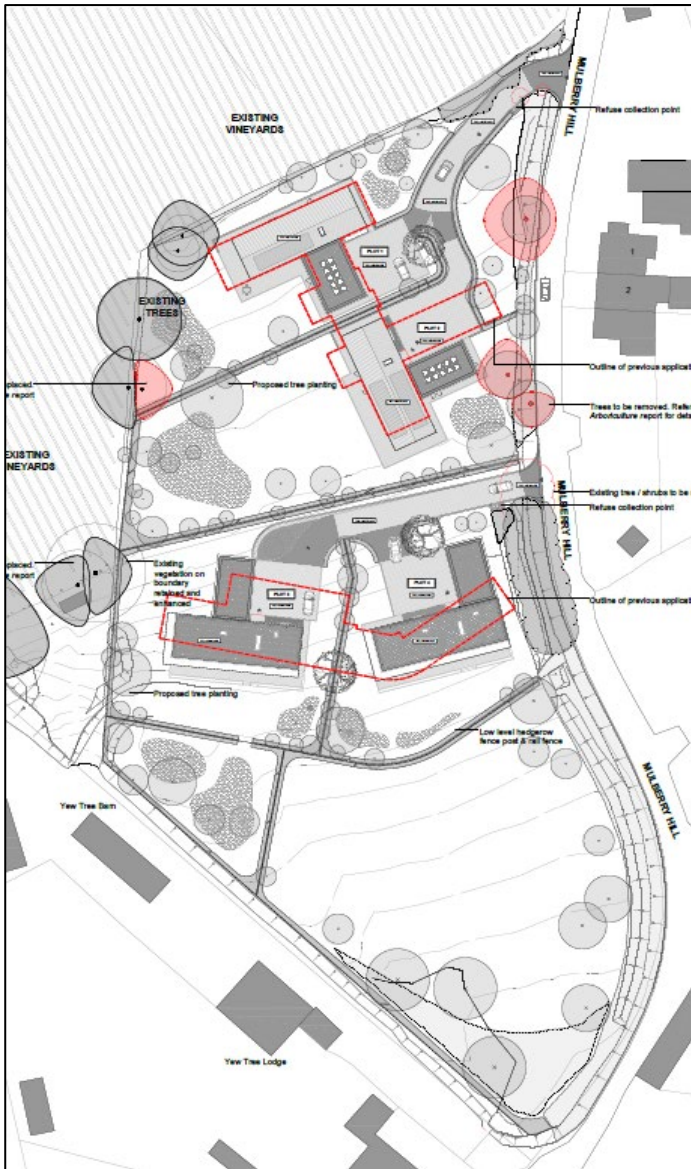 MULBERRY HILL
EXISTING
VINEYARDS
Refuse collection point
1
2
EXISTING
TREES
PLOT 1
PLOT 2
Outline of previous applicati
placed.
e report
Proposed tree planting
Trees to be removed. Refe
Arboriculture report for deta
EXISTING
NEYARDS
Existing tree / shrubs to be
MULBERRY HILL
Refuse collection point
placed.
e report
Existing
vegetation on
boundary
retained and
enhanced
PLOT 3
PLOT 4
Outline of previous applicati
Proposed tree planting
Low level hedgerow
fence post & rail fence
MULBERRY HILL
Yew Tree Barn
Yew Tree Lodge